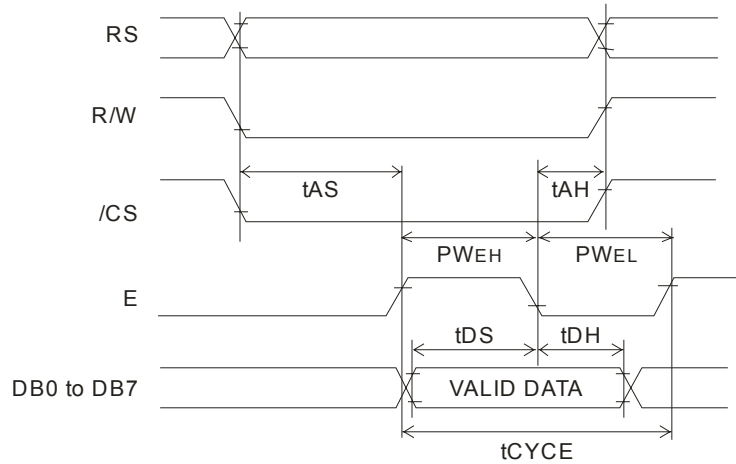 RS
R/W
tAS
tAH
/CS
PWEH
PWEL
E
tDS
tDH
DB0 to DB7
VALID DATA
tCYCE